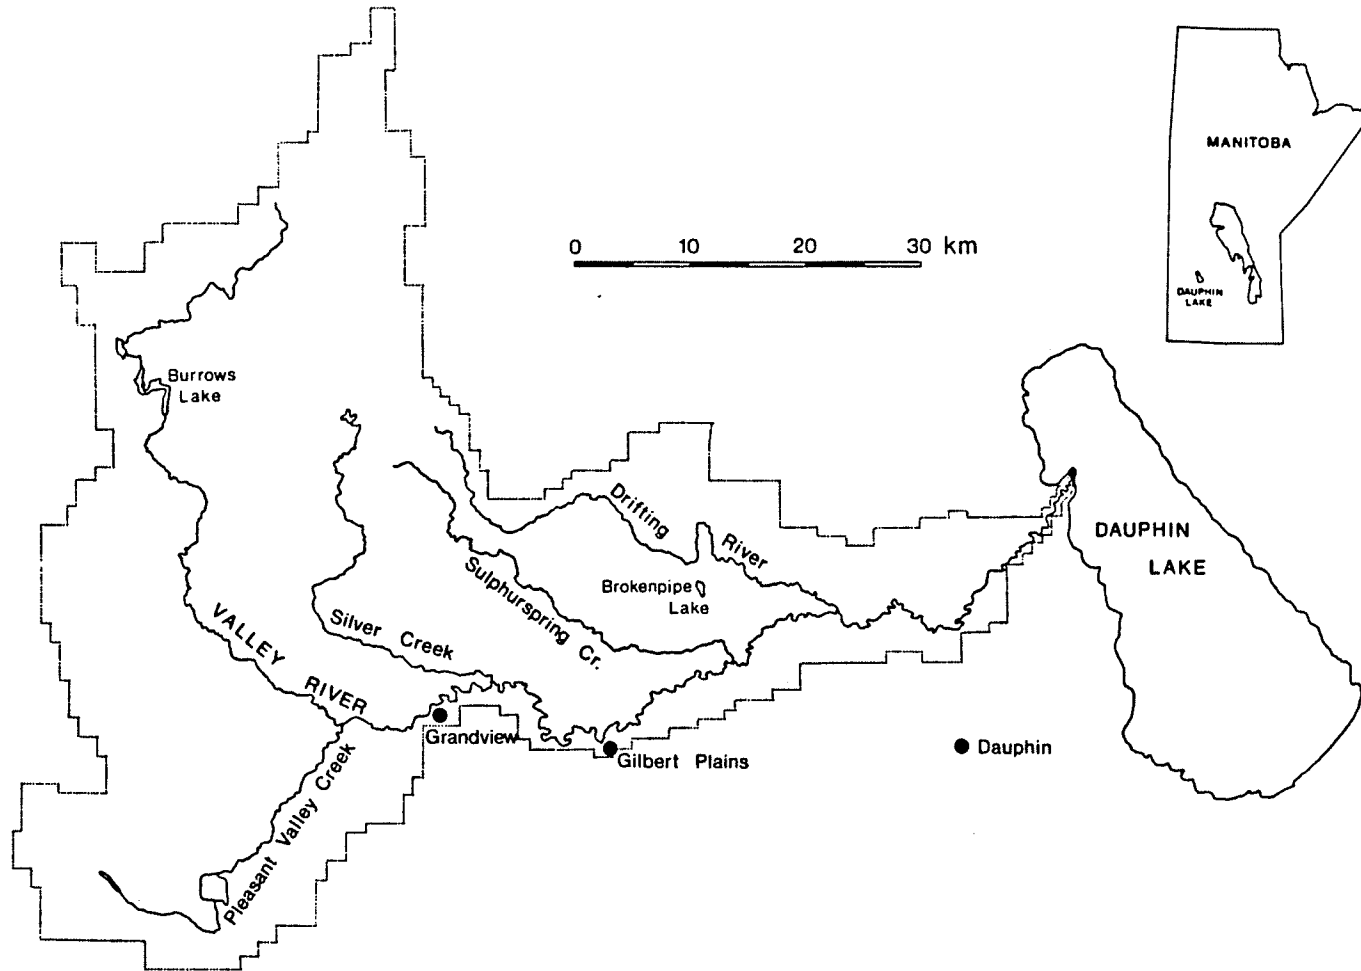 MANITOBA
DAUPHIN
LAKE
0 10 20 30 km
Burrows
Lake
Drifting River
DAUPHIN
LAKE
Brokenpipe
Lake
Sulphurspring Cr.
Silver Creek
VALLEY RIVER
Grandview
Gilbert Plains
Dauphin
Pleasant Valley Creek